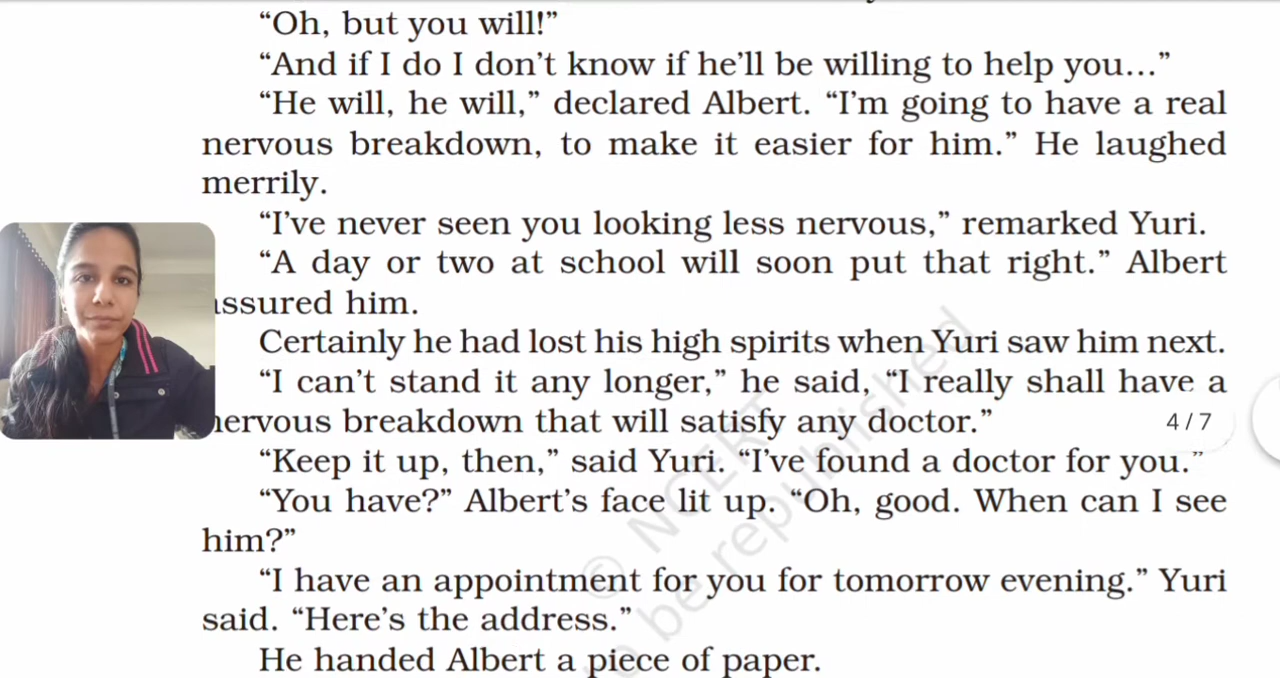 “Oh, but you will!”
“And if I do I don’t know if he’ll be willing to help you...”
“He will, he will,” declared Albert. “I’m going to have a real
nervous breakdown, to make it easier for him.” He laughed
merrily.
“I’ve never seen you looking less nervous,” remarked Yuri.
“A day or two at school will soon put that right.” Albert
ssured him.
Certainly he had lost his high spirits when Yuri saw him next.
“I can’t stand it any longer,” he said, “I really shall have a
nervous breakdown that will satisfy any doctor.”
4 / 7
“Keep it up, then,” said Yuri. “I’ve found a doctor for you.”
“You have?” Albert’s face lit up. “Oh, good. When can I see
him?”
“I have an appointment for you for tomorrow evening.” Yuri
said. “Here’s the address.”
He handed Albert a piece of paper.
© NCERT
to be republished